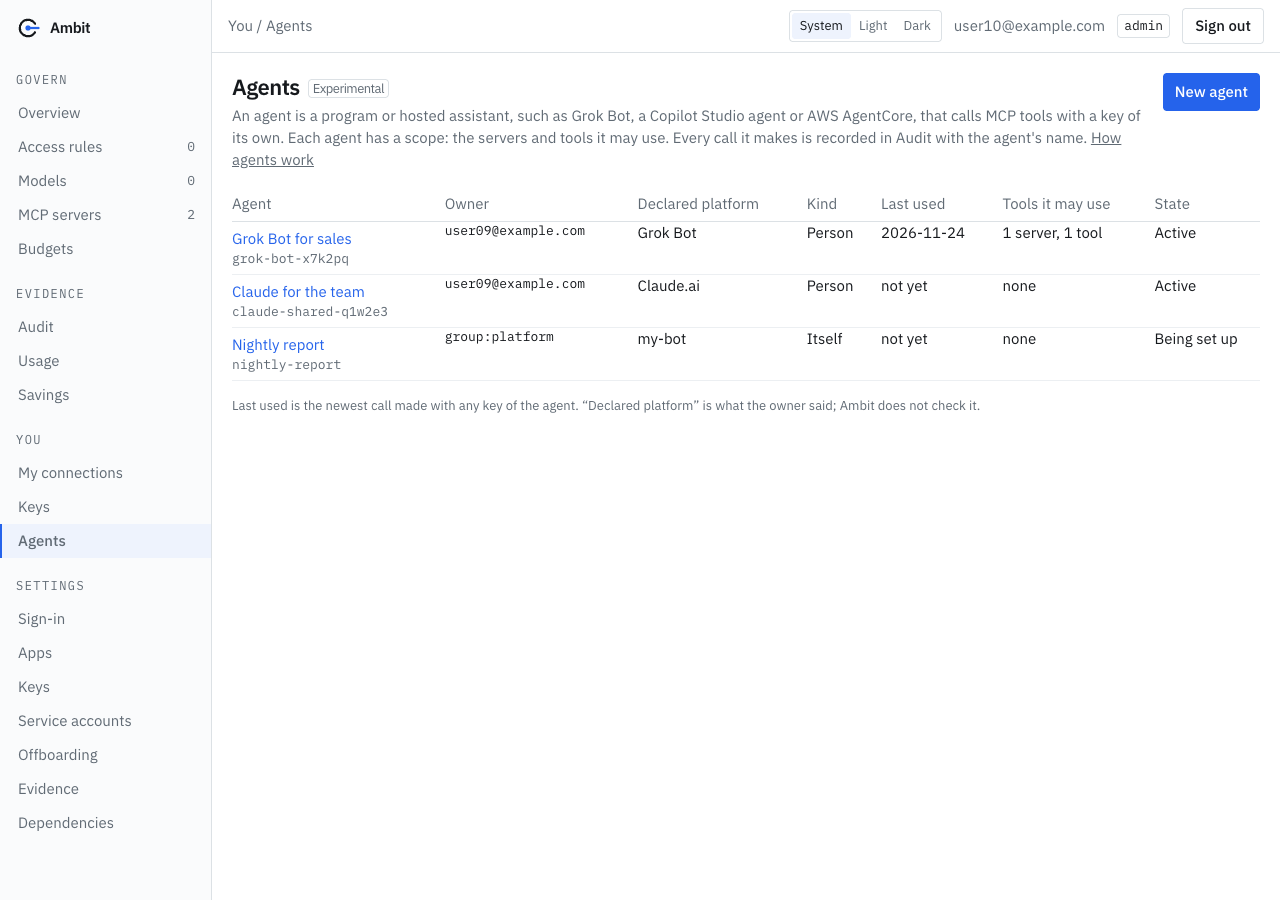 Ambit
GOVERN
Overview
Access rules 0
Models 0
MCP servers 2
Budgets
EVIDENCE
Audit
Usage
Savings
YOU
My connections
Keys
Agents
SETTINGS
Sign-in
Apps
Keys
Service accounts
Offboarding
Evidence
Dependencies
You / Agents
System Light Dark user10@example.com admin Sign out
Agents Experimental
New agent
An agent is a program or hosted assistant, such as Grok Bot, a Copilot Studio agent or AWS AgentCore, that calls MCP tools with a key of
its own. Each agent has a scope: the servers and tools it may use. Every call it makes is recorded in Audit with the agent's name. How
agents work
Agent Owner Declared platform Kind Last used Tools it may use State
Grok Bot for sales user09@example.com Grok Bot Person 2026-11-24 1 server, 1 tool Active
grok-bot-x7k2pq
Claude for the team user09@example.com Claude.ai Person not yet none Active
claude-shared-q1w2e3
Nightly report group:platform my-bot Itself not yet none Being set up
nightly-report
Last used is the newest call made with any key of the agent. “Declared platform” is what the owner said; Ambit does not check it.